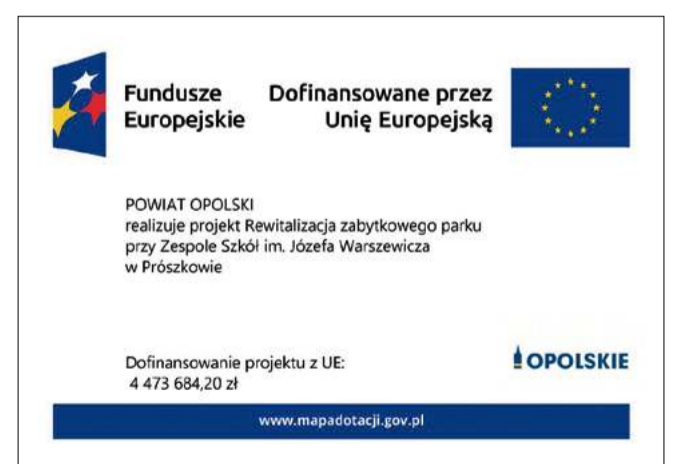 Fundusze
Europejskie
Dofinansowane przez
Unię Europejską
POWIAT OPOLSKI
realizuje projekt Rewitalizacja zabytkowego parku
przy Zespole Szkół im. Józefa Warszewicza
w Prószkowie
Dofinansowanie projektu z UE:
4 473 684,20 zł
OPOLSKIE
www.mapadotacji.gov.pl